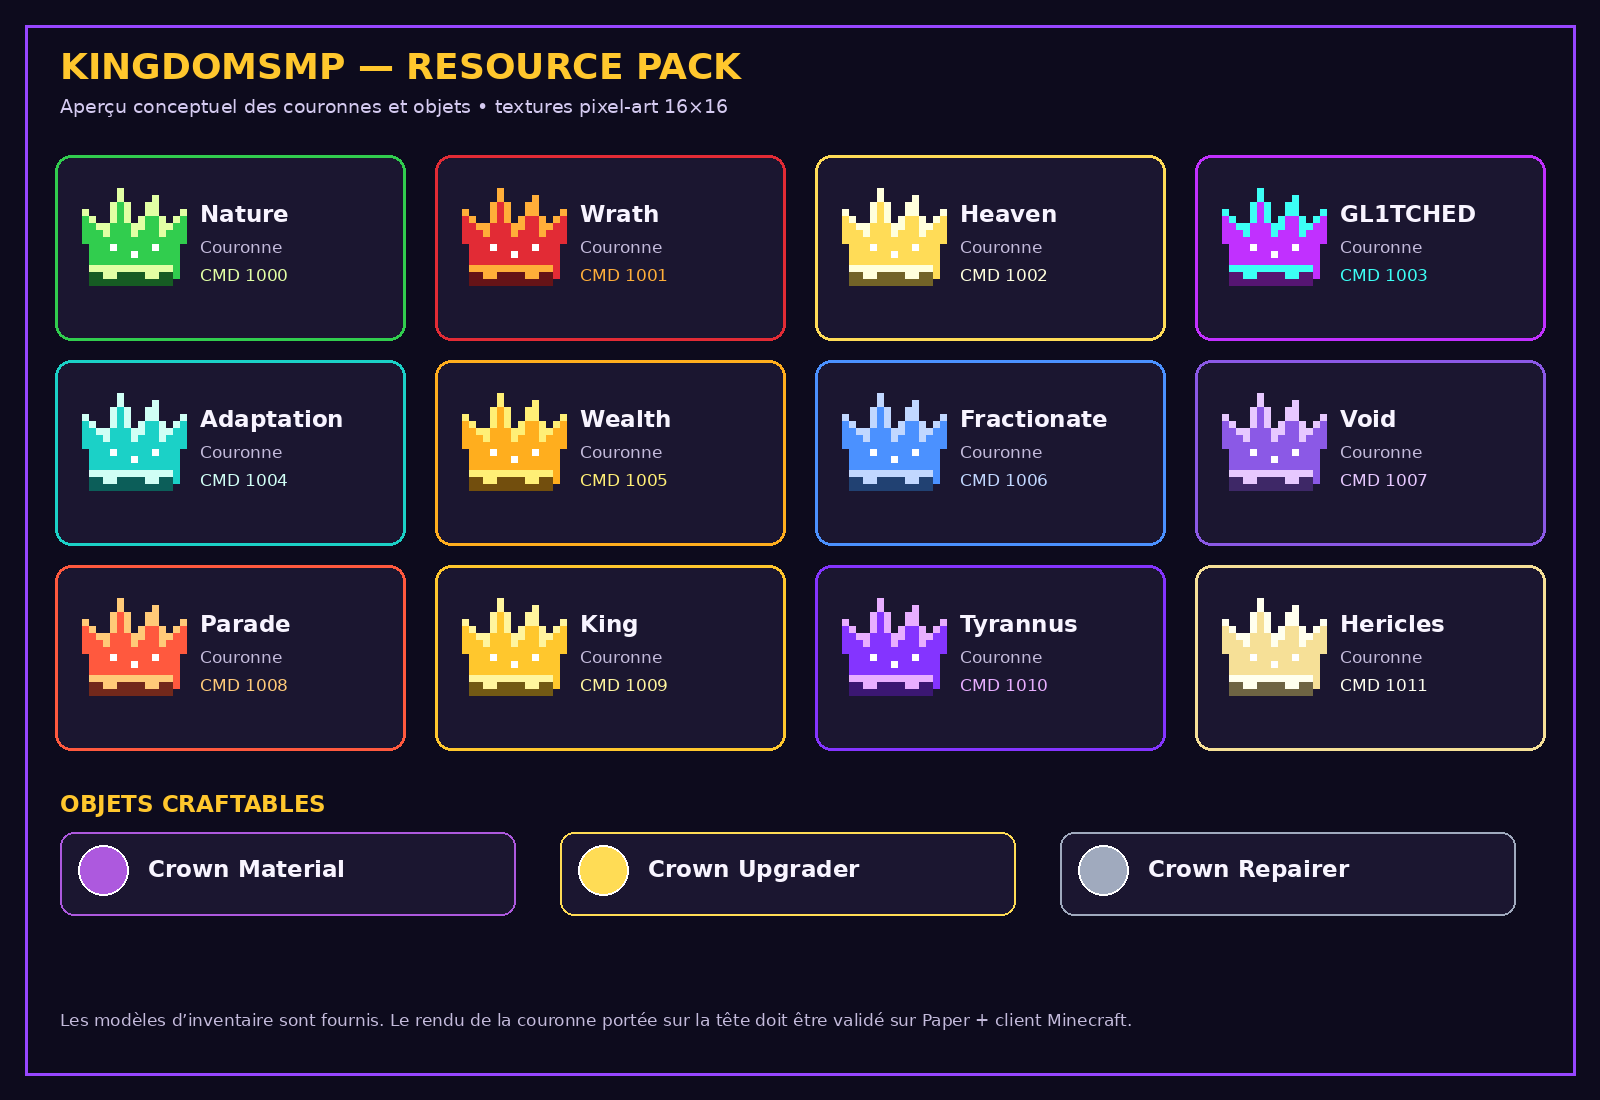 KINGDOMSMP — RESOURCE PACK
Aperçu conceptuel des couronnes et objets • textures pixel-art 16×16
Nature
Couronne
CMD 1000
Wrath
Couronne
CMD 1001
Heaven
Couronne
CMD 1002
GL1TCHED
Couronne
CMD 1003
Adaptation
Couronne
CMD 1004
Wealth
Couronne
CMD 1005
Fractionate
Couronne
CMD 1006
Void
Couronne
CMD 1007
Parade
Couronne
CMD 1008
King
Couronne
CMD 1009
Tyrannus
Couronne
CMD 1010
Hericles
Couronne
CMD 1011
OBJETS CRAFTABLES
Crown Material
Crown Upgrader
Crown Repairer
Les modèles d’inventaire sont fournis. Le rendu de la couronne portée sur la tête doit être validé sur Paper + client Minecraft.